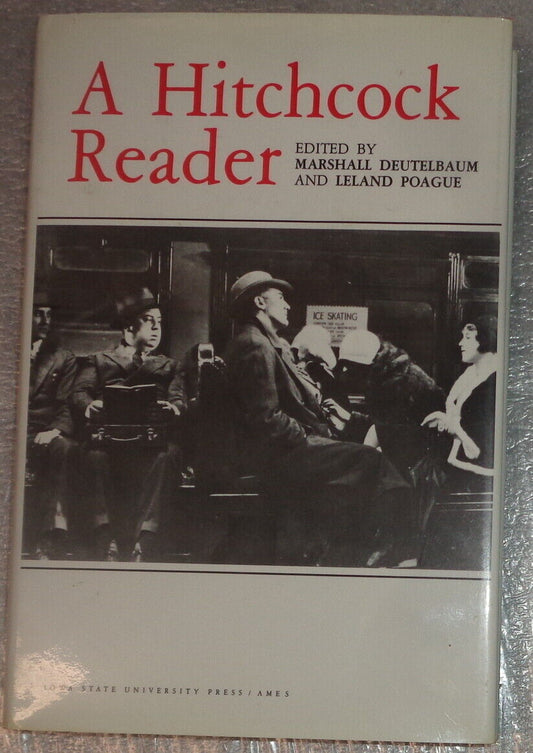 A Hitchcock
Reader
EDITED BY
MARSHALL DEUTELBAUM
AND LELAND POAGUE
ICE SKATING
IOWA STATE UNIVERSITY PRESS / AMES